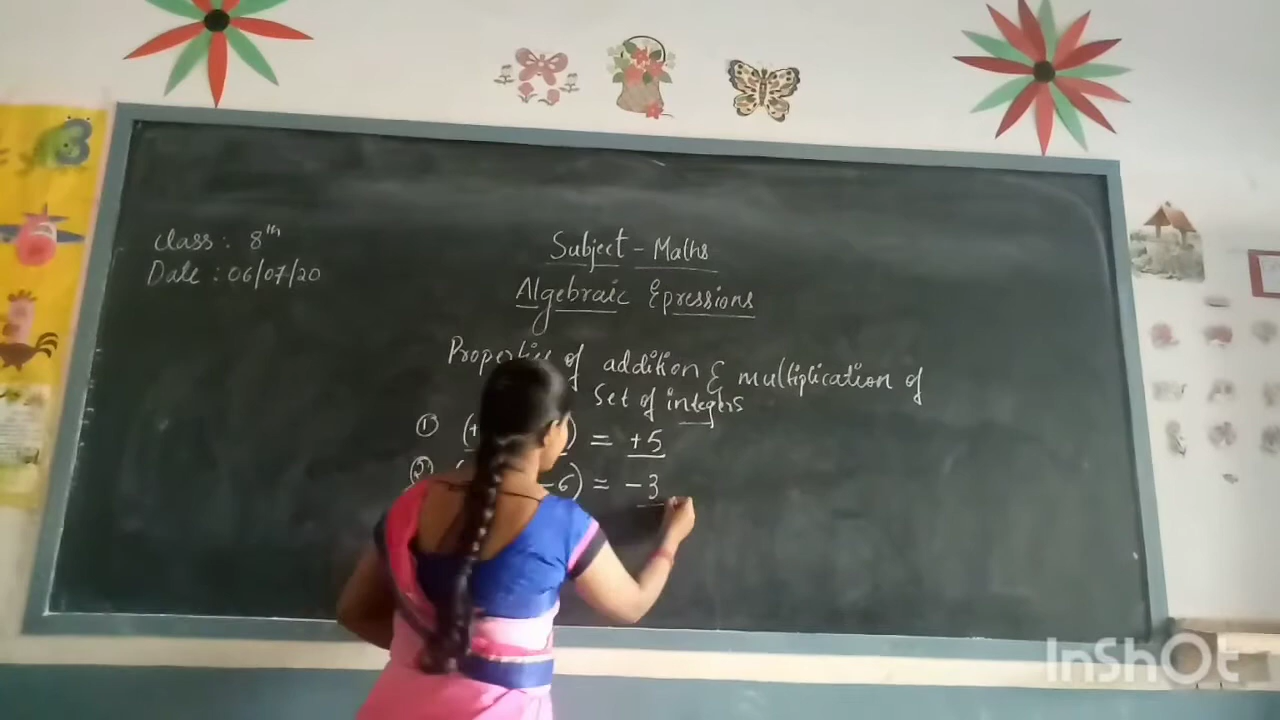 Class : 8th
Date : 06/07/20
Subject - Maths
Algebraic Epressions
of addition & multiplication of
Set of integers
① (+ ) = +5
② ( -6) = -3
InShOt